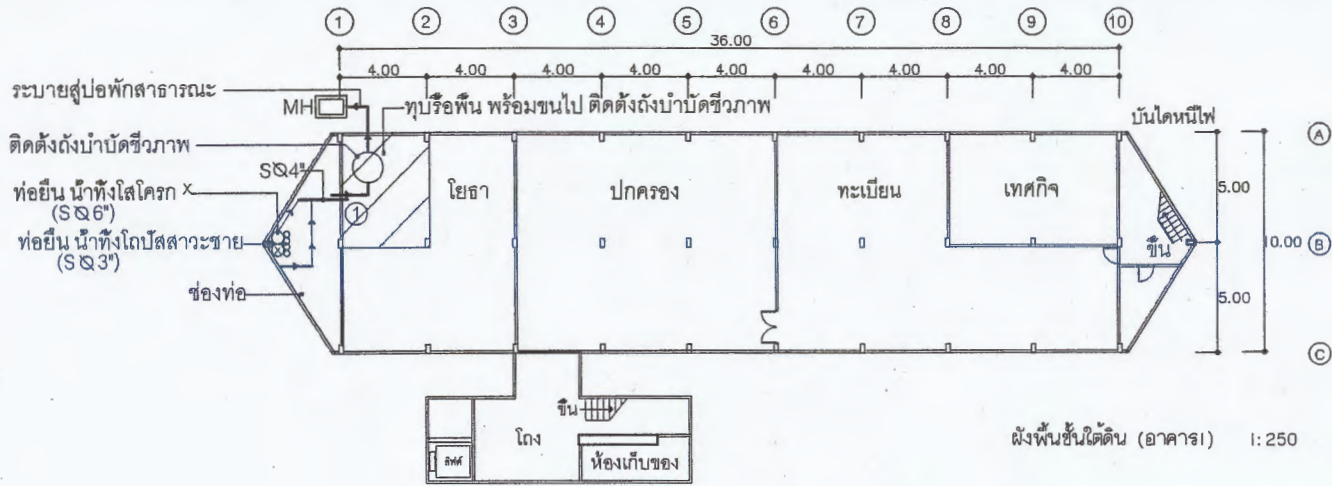 1 2 3 4 5 6 7 8 9 10
36.00
4.00 4.00 4.00 4.00 4.00 4.00 4.00 4.00 4.00
ระบายสู่บ่อพักสาธารณะ
MH
ทุบรื้อพื้น พร้อมขนไป ติดตั้งถังบำบัดชีวภาพ
บันไดหนีไฟ
A
ติดตั้งถังบำบัดชีวภาพ
S⌀4"
ท่อยืน น้ำทิ้งโสโครก X
(S⌀6")
1
โยธา
ปกครอง
ทะเบียน
เทศกิจ
5.00
ท่อยืน น้ำทิ้งโถปัสสาวะชาย
(S⌀3")
ขึ้น
10.00
B
ช่องท่อ
5.00
C
ขึ้น
โถง
ลิฟต์
ห้องเก็บของ
ผังพื้นชั้นใต้ดิน (อาคาร1) 1:250